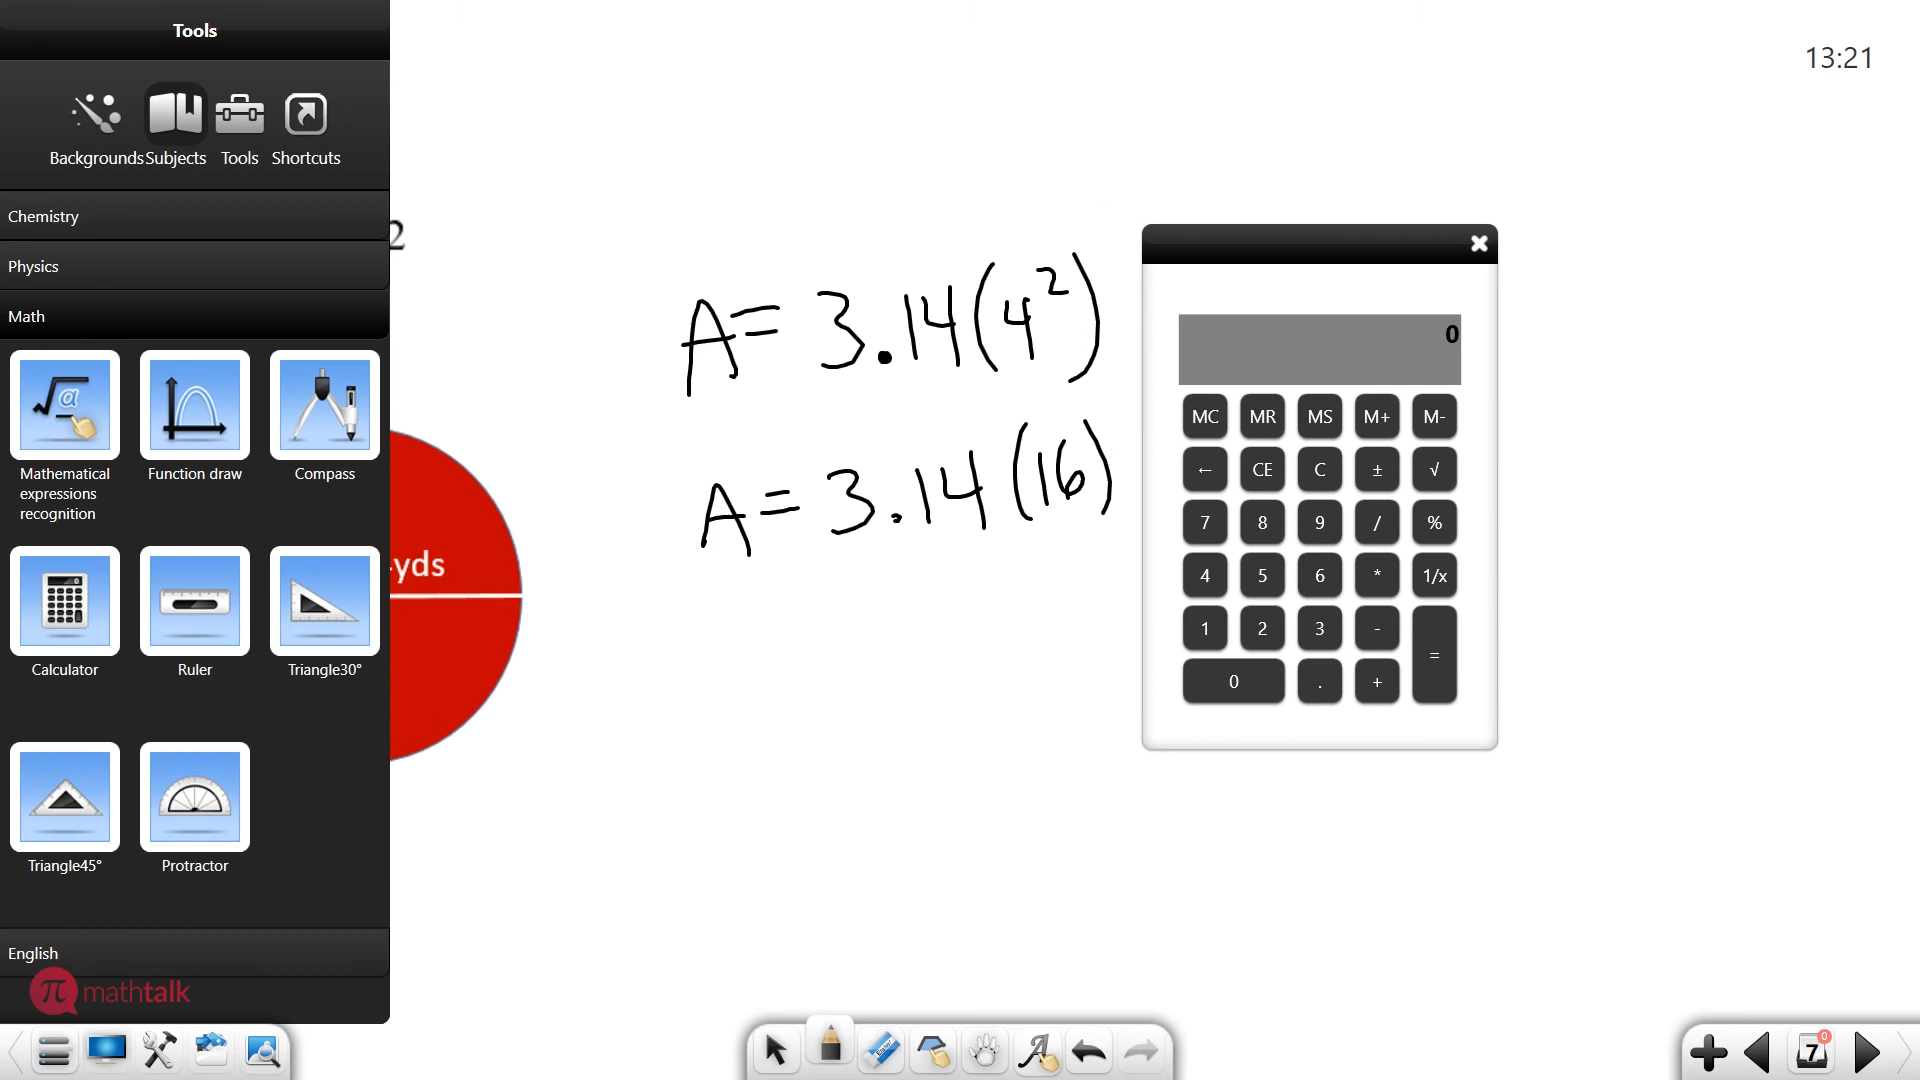 Tools
13:21
Backgrounds Subjects Tools Shortcuts
Chemistry
Physics
Math
Mathematical
expressions
recognition
Function draw
Compass
Calculator
Ruler
Triangle30°
Triangle45°
Protractor
English
π mathtalk
2
yds
A = 3.14(4²)
A = 3.14(16)
0
MC MR MS M+ M-
← CE C ± √
7 8 9 / %
4 5 6 * 1/x
1 2 3 - =
0 . +
Eraser
A
7
0